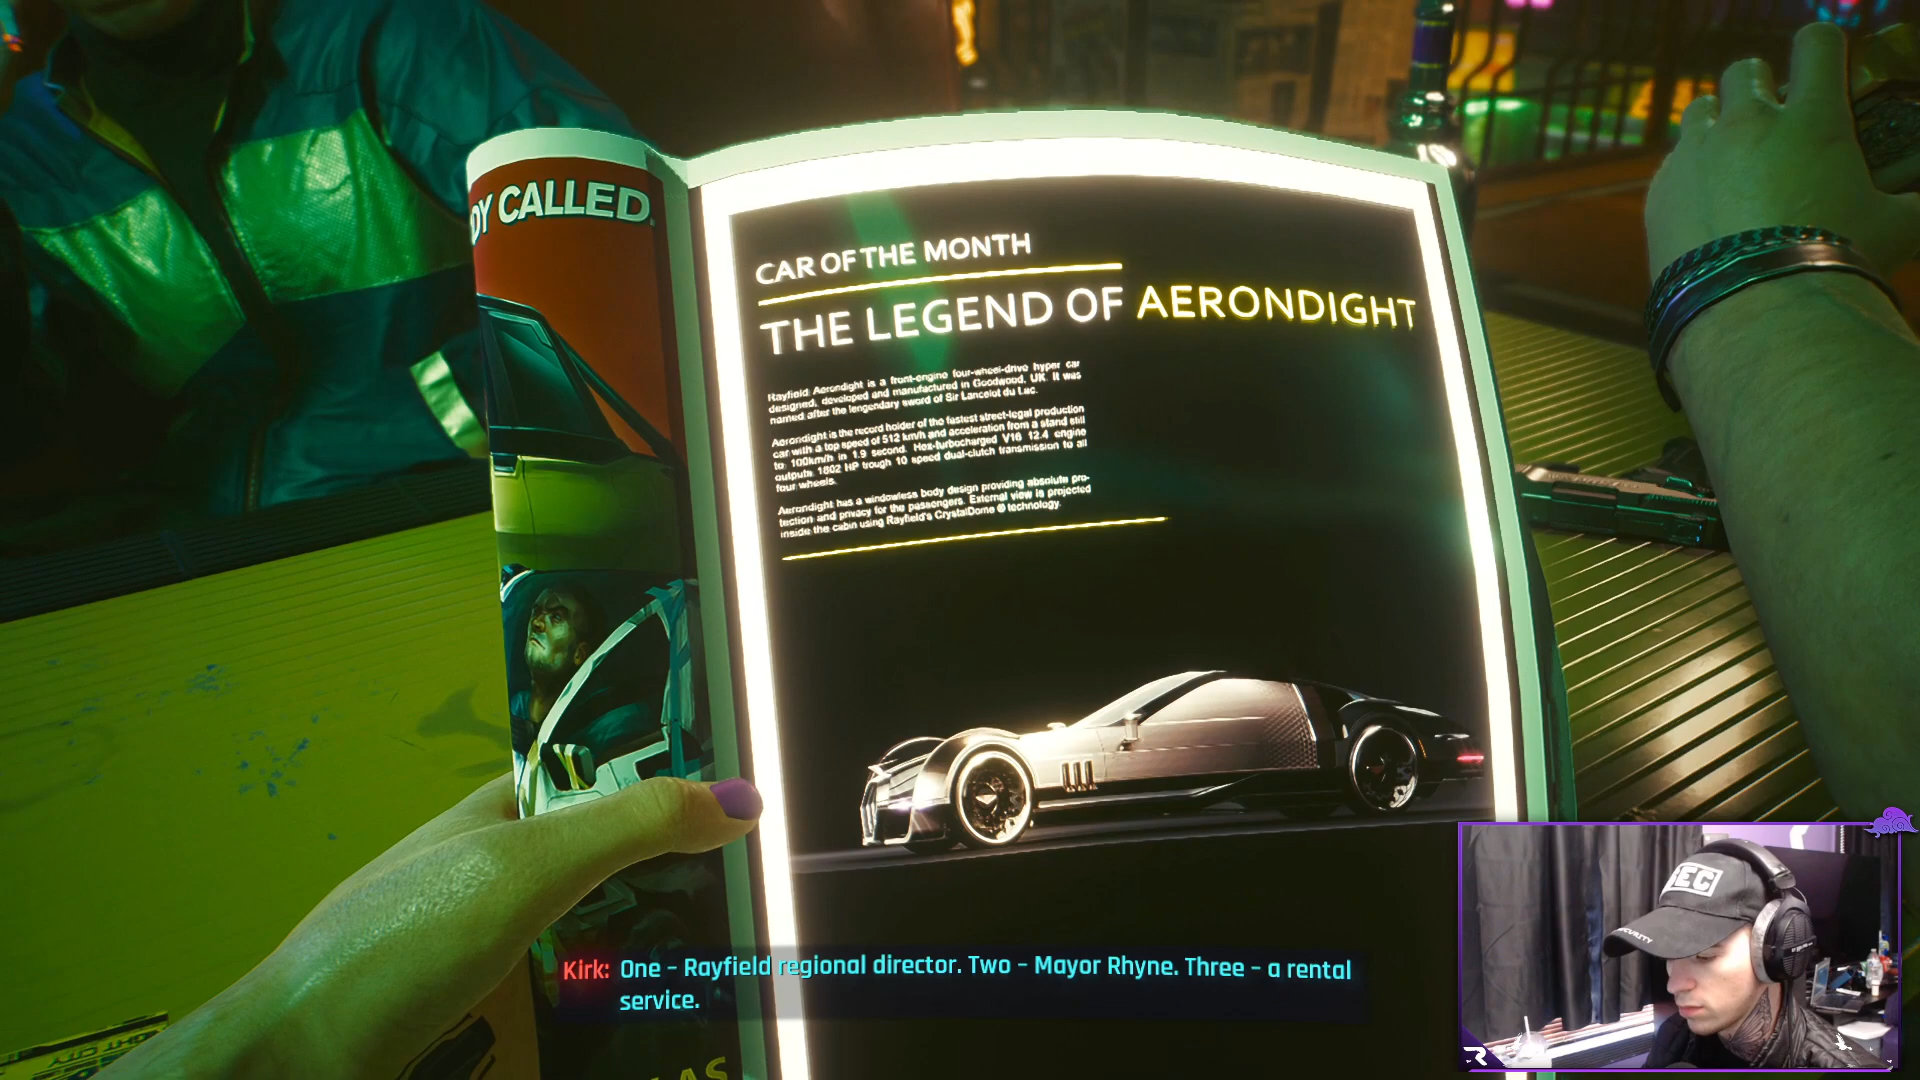 DY CALLED.
CAR OF THE MONTH
THE LEGEND OF AERONDIGHT
Rayfield Aerondight is a front-engine four-wheel-drive hyper car
designed, developed and manufactured in Goodwood, UK. It was
named after the lengendary sword of Sir Lancelot du Lac.
Aerondight is the record holder of the fastest street-legal production
car with a top speed of 512 km/h and acceleration from a stand still
to 100km/h in 1.9 second. Hex-turbocharged V16 12.4 engine
outputs 1802 HP trough 10 speed dual-clutch transmission to all
four wheels.
Aerondight has a windowless body design providing absolute pro-
tection and privacy for the passengers. External view is projected
inside the cabin using Rayfield's CrystalDome ® technology.
Kirk: One – Rayfield regional director. Two – Mayor Rhyne. Three – a rental
service.
SEC
SECURITY
R